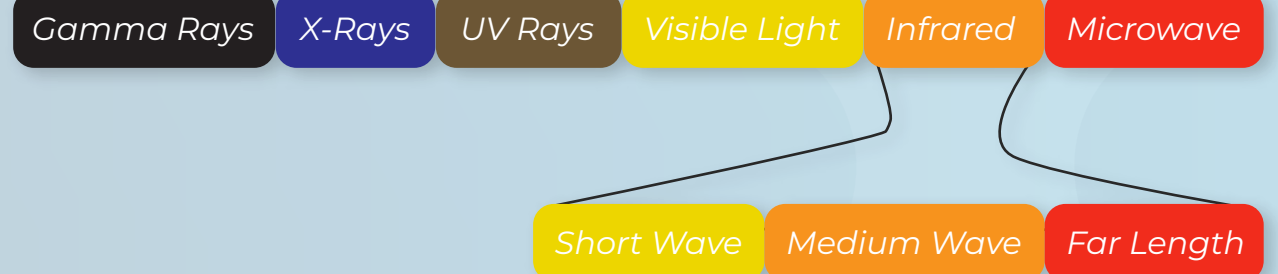 Gamma Rays X-Rays UV Rays Visible Light Infrared Microwave
Short Wave Medium Wave Far Length